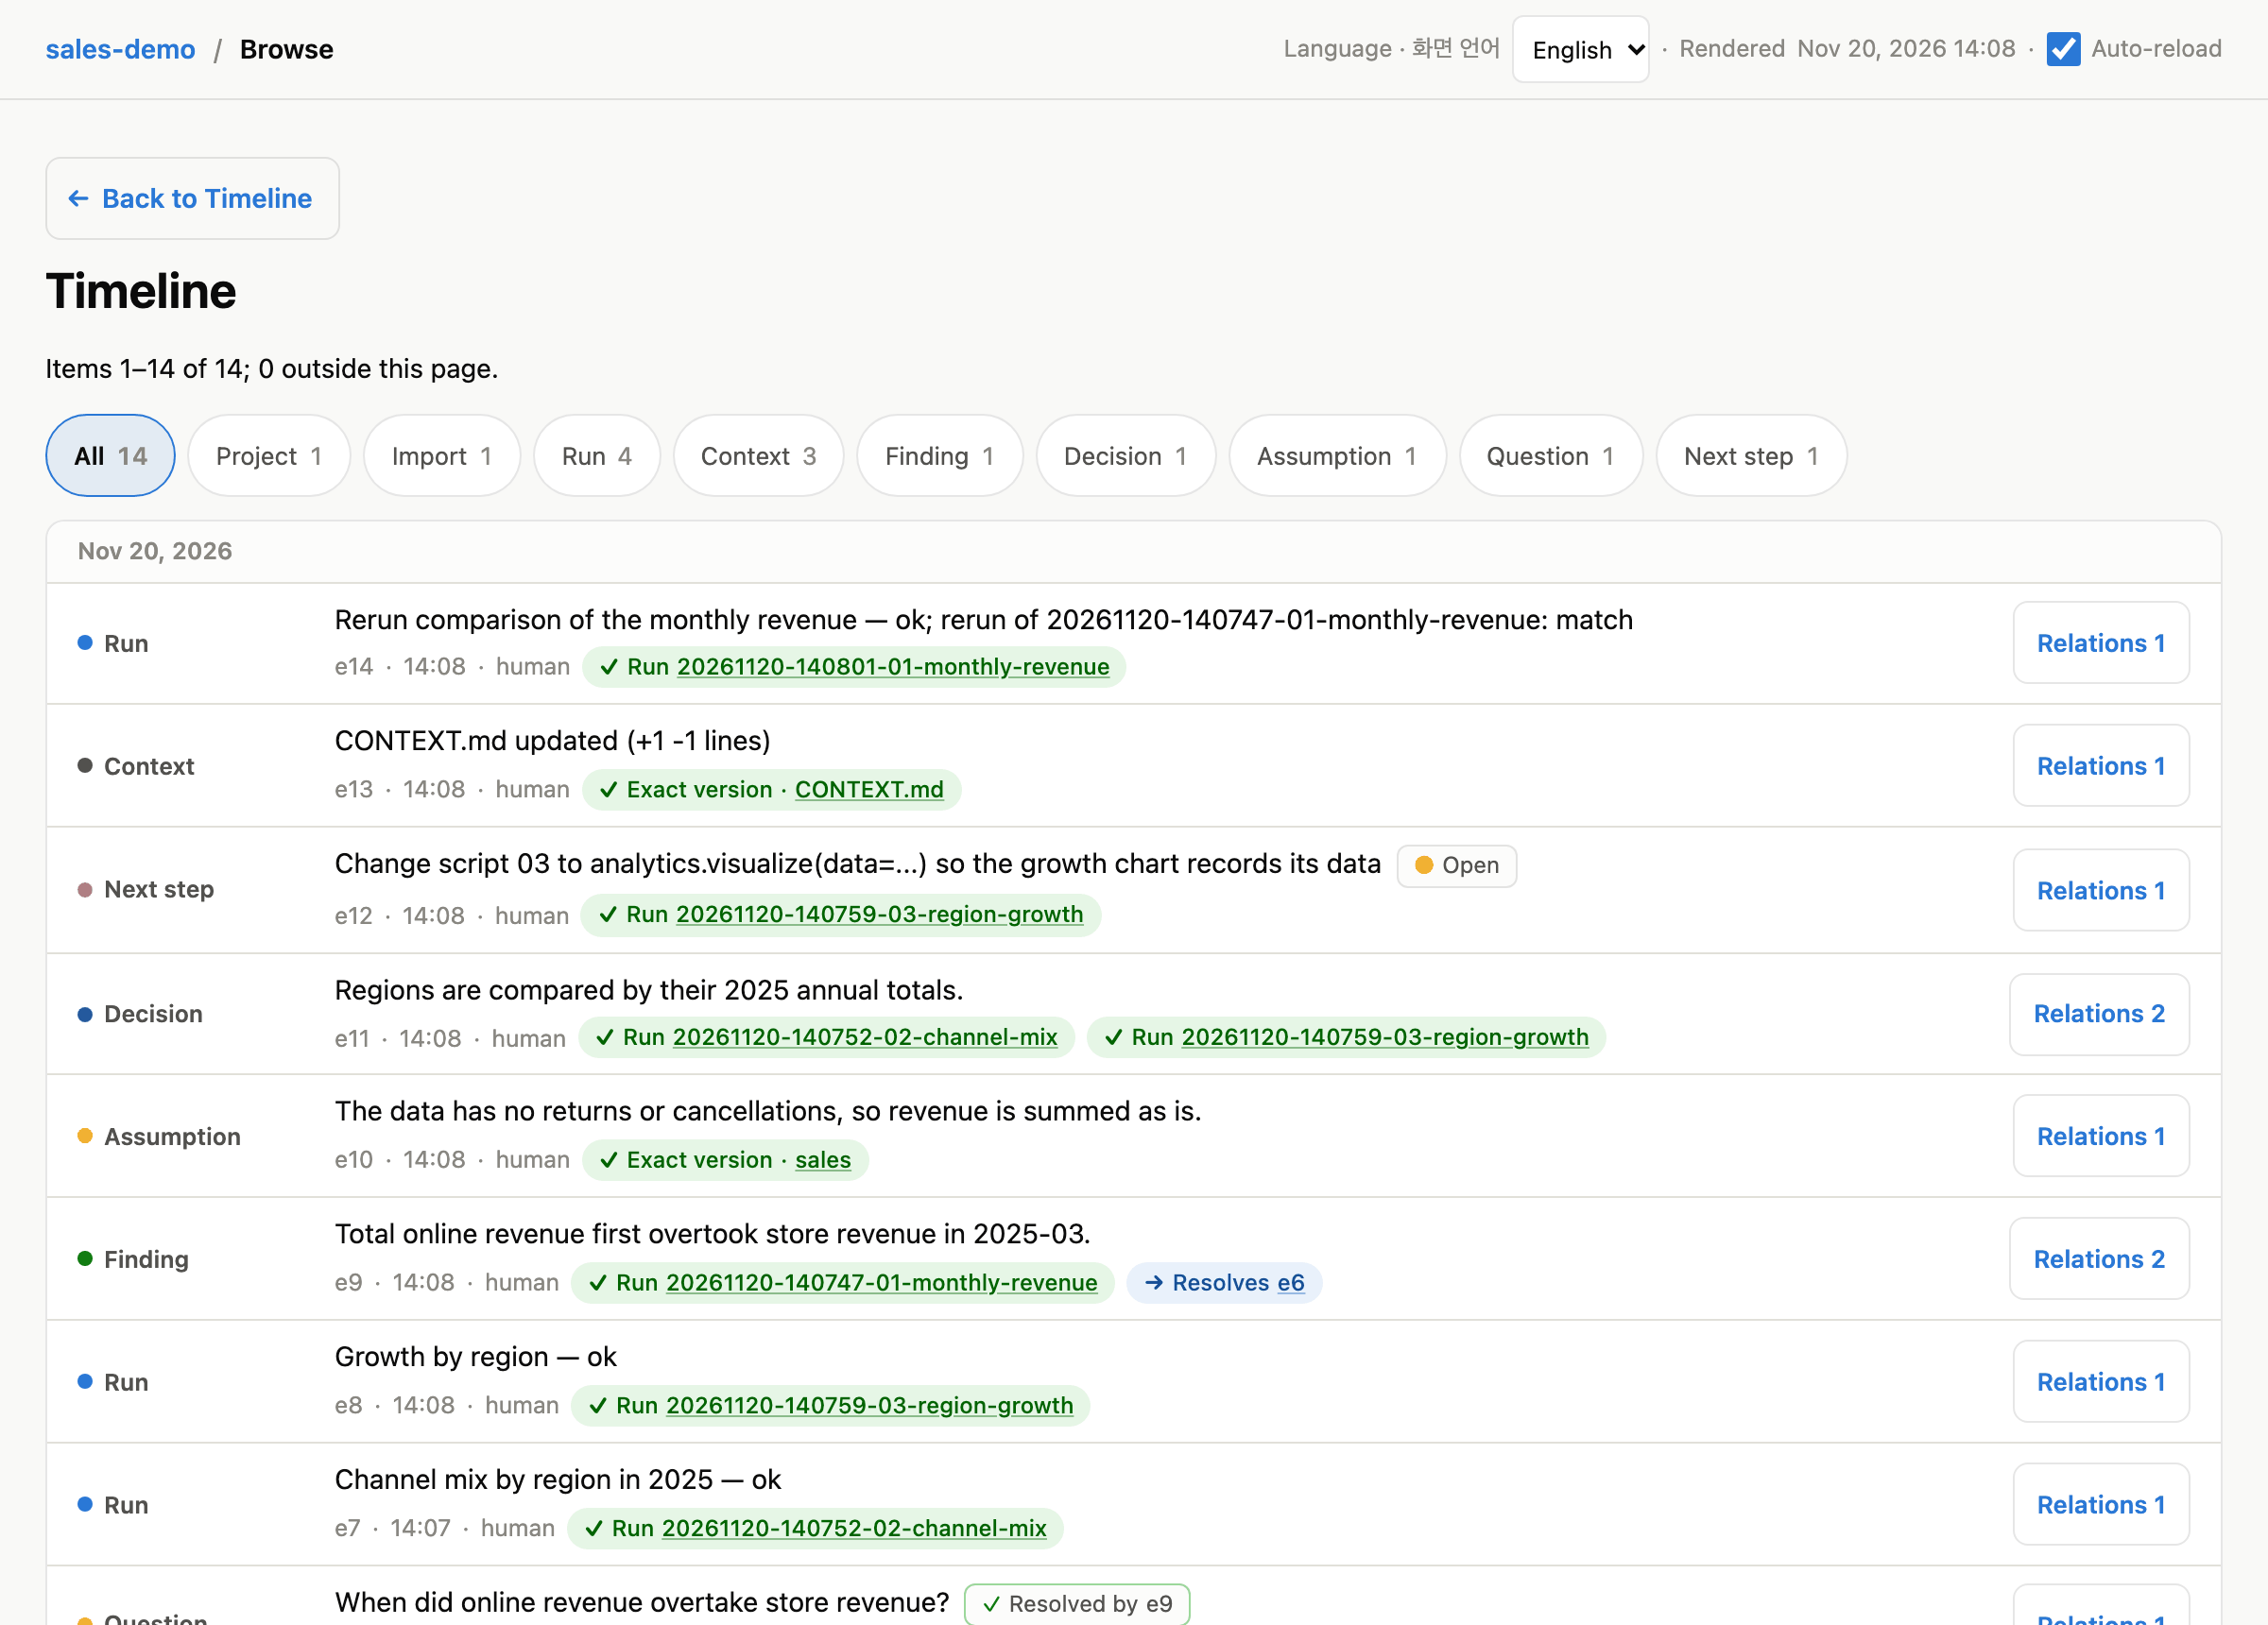 sales-demo / Browse
Language · 화면 언어 English · Rendered Nov 20, 2026 14:08 · Auto-reload
← Back to Timeline
Timeline
Items 1–14 of 14; 0 outside this page.
All 14 Project 1 Import 1 Run 4 Context 3 Finding 1 Decision 1 Assumption 1 Question 1 Next step 1
Nov 20, 2026
Run
Rerun comparison of the monthly revenue — ok; rerun of 20261120-140747-01-monthly-revenue: match
e14 · 14:08 · human ✓ Run 20261120-140801-01-monthly-revenue
Relations 1
Context
CONTEXT.md updated (+1 -1 lines)
e13 · 14:08 · human ✓ Exact version · CONTEXT.md
Relations 1
Next step
Change script 03 to analytics.visualize(data=...) so the growth chart records its data Open
e12 · 14:08 · human ✓ Run 20261120-140759-03-region-growth
Relations 1
Decision
Regions are compared by their 2025 annual totals.
e11 · 14:08 · human ✓ Run 20261120-140752-02-channel-mix ✓ Run 20261120-140759-03-region-growth
Relations 2
Assumption
The data has no returns or cancellations, so revenue is summed as is.
e10 · 14:08 · human ✓ Exact version · sales
Relations 1
Finding
Total online revenue first overtook store revenue in 2025-03.
e9 · 14:08 · human ✓ Run 20261120-140747-01-monthly-revenue → Resolves e6
Relations 2
Run
Growth by region — ok
e8 · 14:08 · human ✓ Run 20261120-140759-03-region-growth
Relations 1
Run
Channel mix by region in 2025 — ok
e7 · 14:07 · human ✓ Run 20261120-140752-02-channel-mix
Relations 1
Question
When did online revenue overtake store revenue? ✓ Resolved by e9
Relations 1